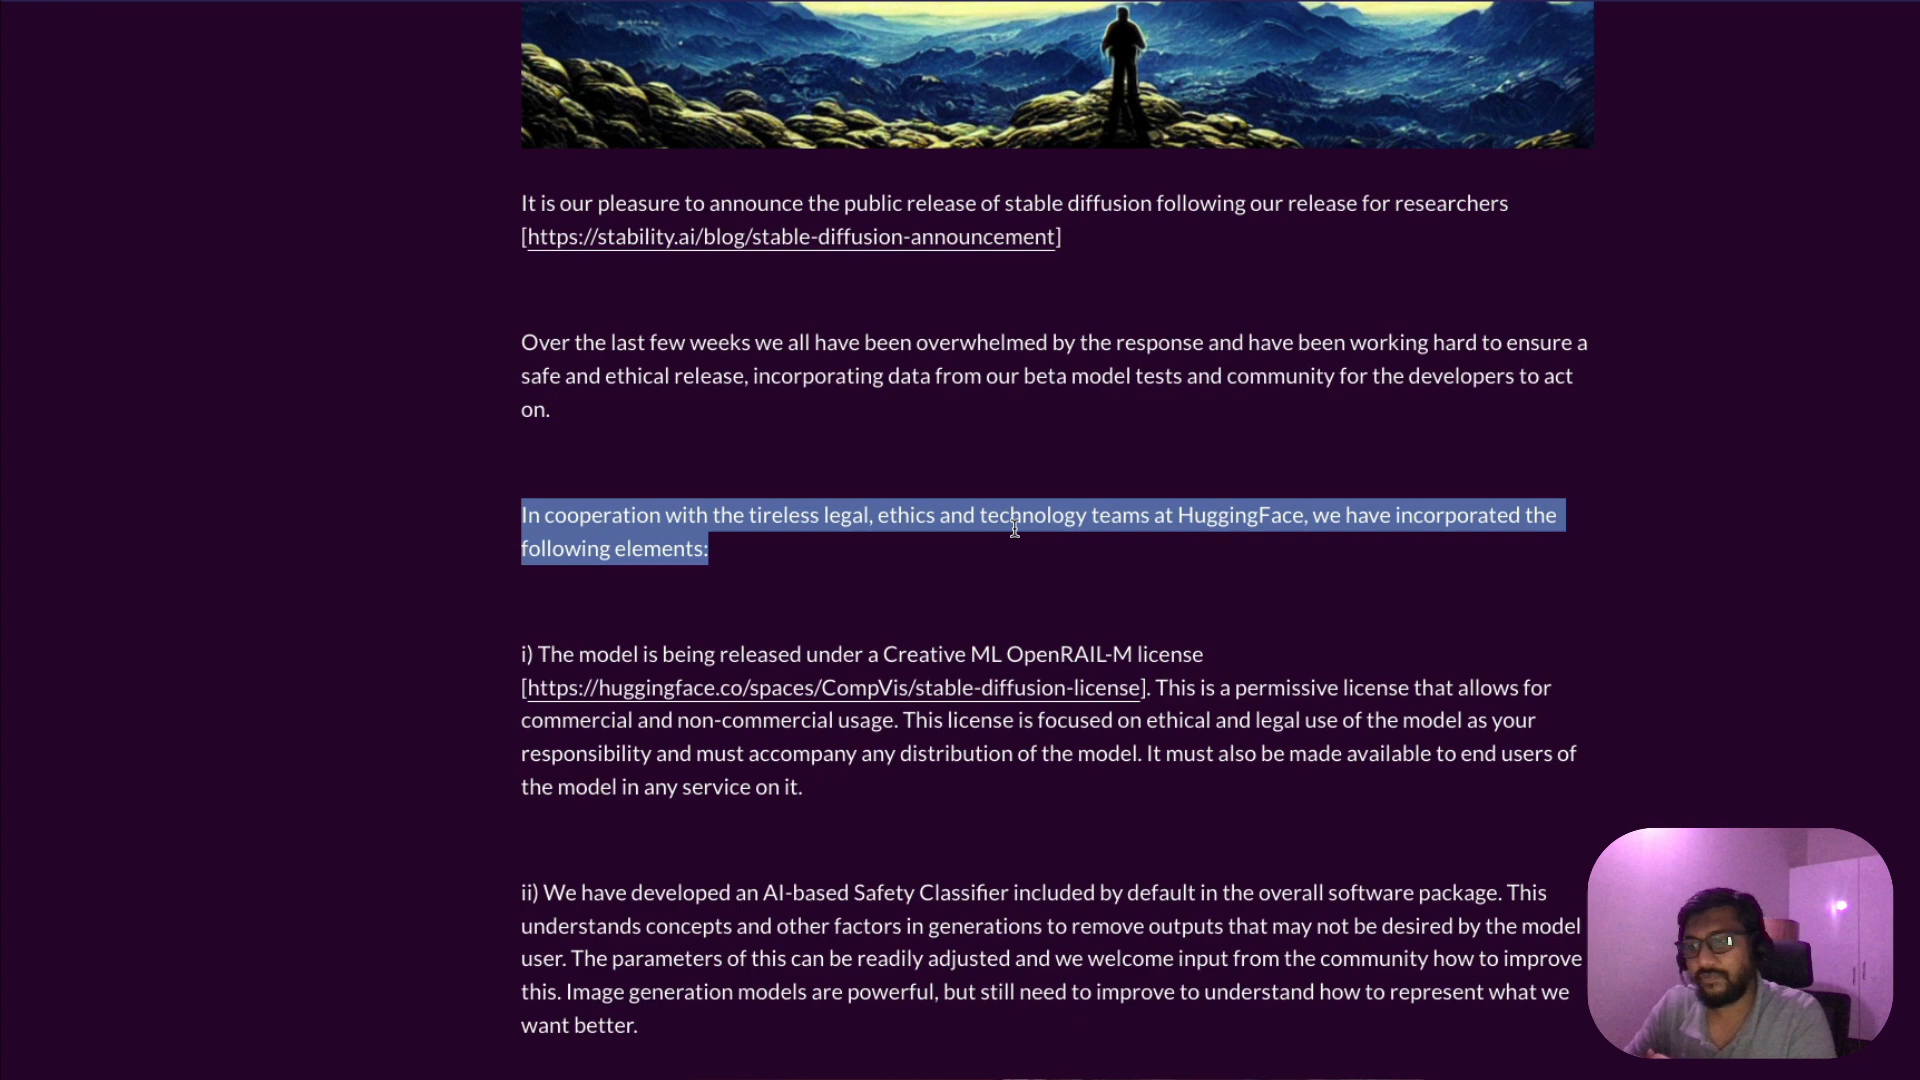 It is our pleasure to announce the public release of stable diffusion following our release for researchers
[https://stability.ai/blog/stable-diffusion-announcement]
Over the last few weeks we all have been overwhelmed by the response and have been working hard to ensure a
safe and ethical release, incorporating data from our beta model tests and community for the developers to act
on.
In cooperation with the tireless legal, ethics and technology teams at HuggingFace, we have incorporated the
following elements:
i) The model is being released under a Creative ML OpenRAIL-M license
[https://huggingface.co/spaces/CompVis/stable-diffusion-license]. This is a permissive license that allows for
commercial and non-commercial usage. This license is focused on ethical and legal use of the model as your
responsibility and must accompany any distribution of the model. It must also be made available to end users of
the model in any service on it.
ii) We have developed an AI-based Safety Classifier included by default in the overall software package. This
understands concepts and other factors in generations to remove outputs that may not be desired by the model
user. The parameters of this can be readily adjusted and we welcome input from the community how to improve
this. Image generation models are powerful, but still need to improve to understand how to represent what we
want better.